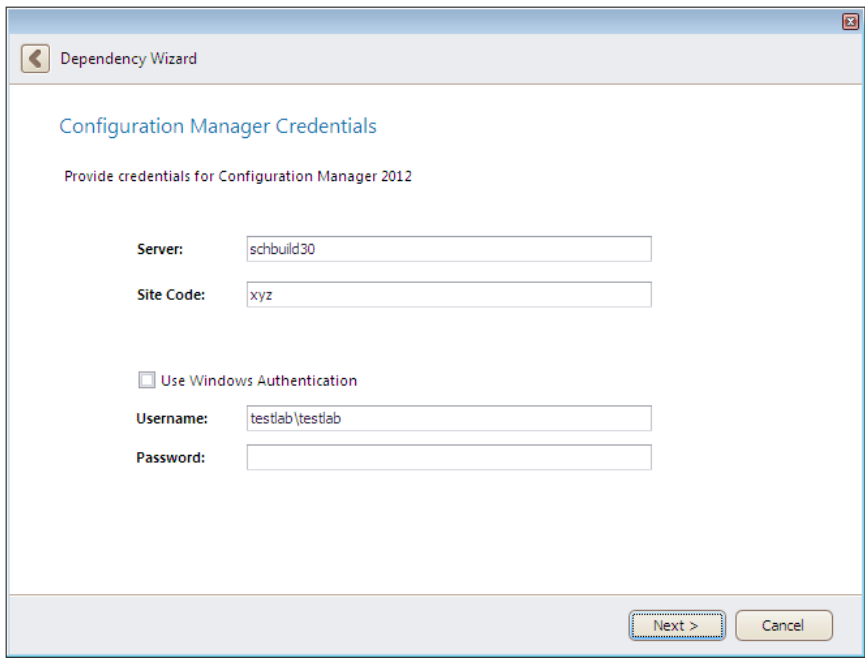 Dependency Wizard
Configuration Manager Credentials
Provide credentials for Configuration Manager 2012
Server: schbuild30
Site Code: xyz
Use Windows Authentication
Username: testlab\testlab
Password:
Next > Cancel